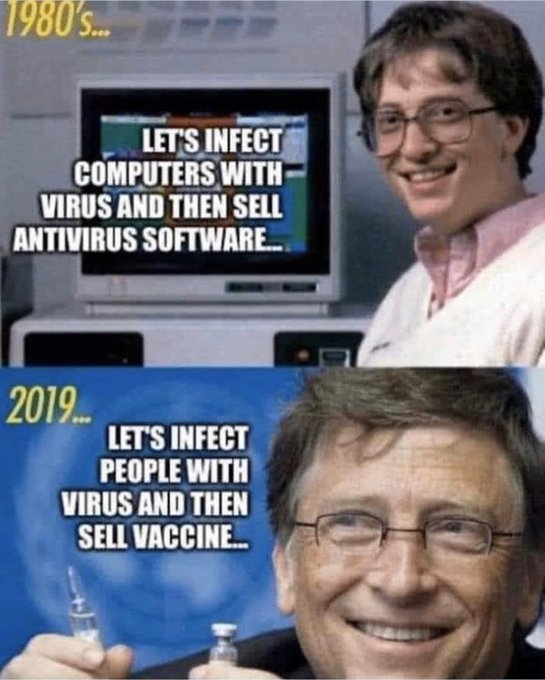 1980's...
LET'S INFECT
COMPUTERS WITH
VIRUS AND THEN SELL
ANTIVIRUS SOFTWARE...
2019...
LET'S INFECT
PEOPLE WITH
VIRUS AND THEN
SELL VACCINE...